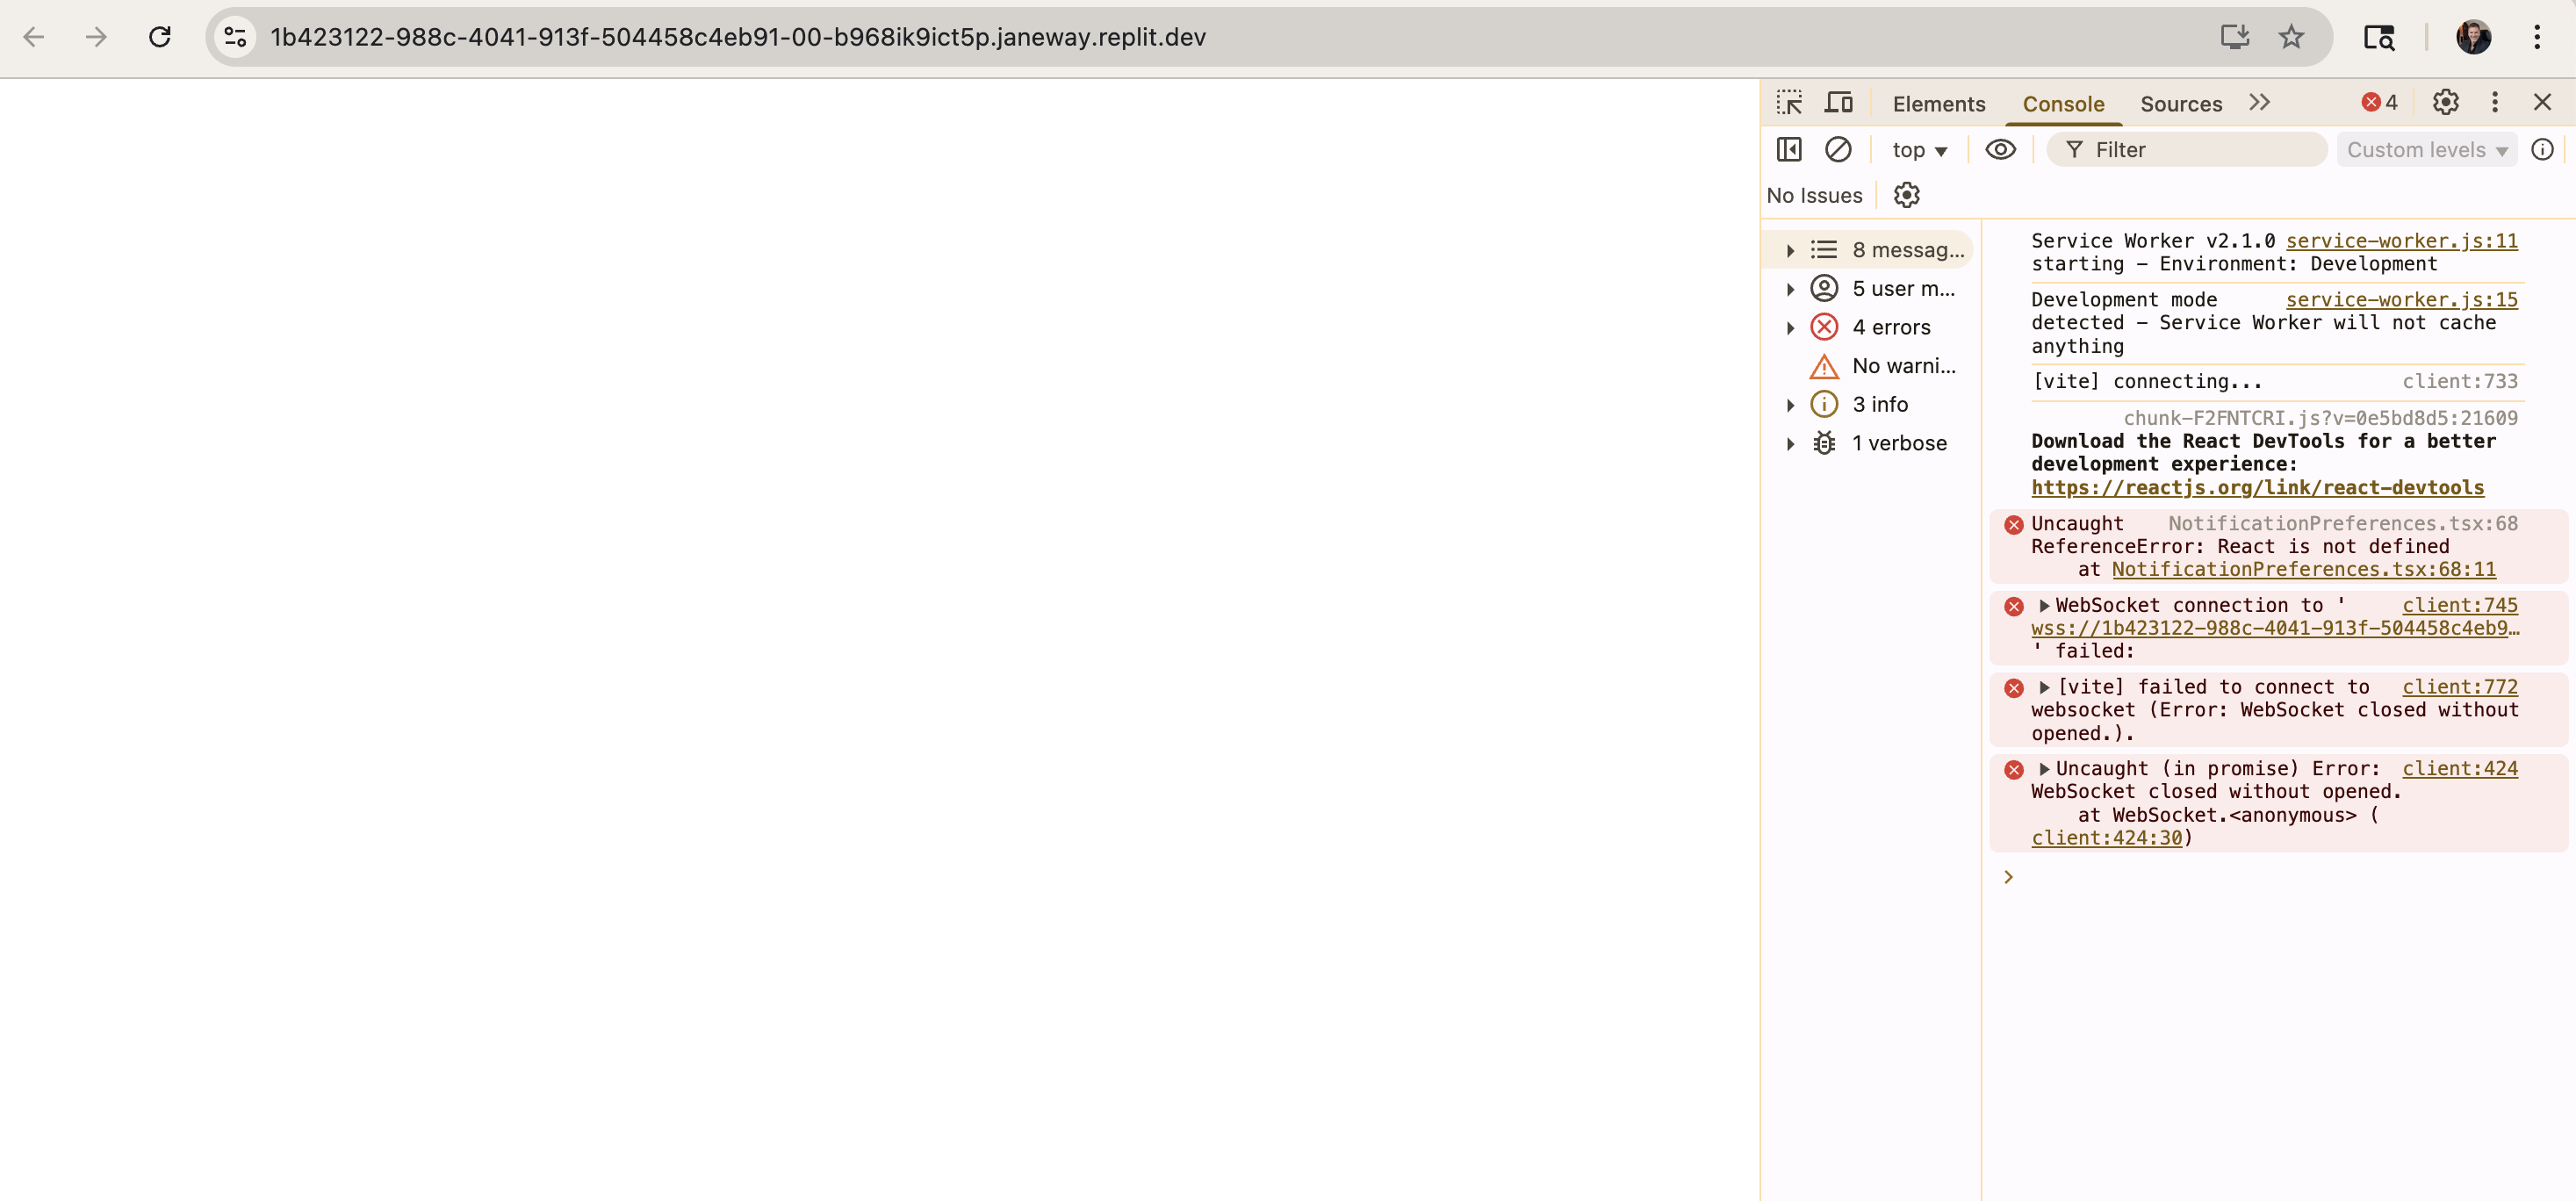 1b423122-988c-4041-913f-504458c4eb91-00-b968ik9ict5p.janeway.replit.dev
Elements
Console
Sources
4
top
Filter
Custom levels
No Issues
8 messag...
5 user m...
4 errors
No warni...
3 info
1 verbose
Service Worker v2.1.0 service-worker.js:11
starting - Environment: Development
Development mode service-worker.js:15
detected - Service Worker will not cache
anything
[vite] connecting... client:733
chunk-F2FNTCRI.js?v=0e5bd8d5:21609
Download the React DevTools for a better
development experience:
https://reactjs.org/link/react-devtools
Uncaught NotificationPreferences.tsx:68
ReferenceError: React is not defined
at NotificationPreferences.tsx:68:11
WebSocket connection to ' client:745
wss://1b423122-988c-4041-913f-504458c4eb9…
' failed:
[vite] failed to connect to client:772
websocket (Error: WebSocket closed without
opened.).
Uncaught (in promise) Error: client:424
WebSocket closed without opened.
at WebSocket.<anonymous> (
client:424:30)